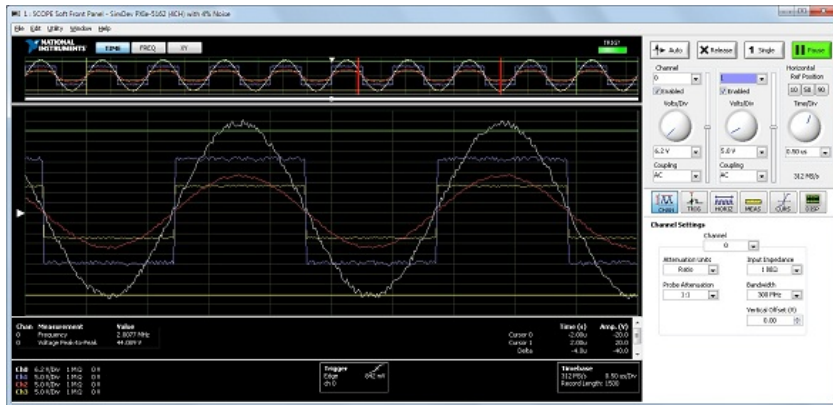 1 : SCOPE Soft Front Panel - SimDev PXIe-5162 (4CH) with 4% Noise
File Edit Utility Window Help
NATIONAL INSTRUMENTS
TIME FREQ XY
TRIG?
Auto Release 1 Single Pause
Channel
0
1
Enabled
Enabled
Volts/Div
Volts/Div
6.2 V
5.0 V
Coupling
Coupling
AC
AC
Horizontal
Ref Position
10 50 90
Time/Div
0.50 us
312 MS/s
CHAN TRIG HORIZ MEAS CURS DISP
Channel Settings
Channel
0
Attenuation Units
Input Impedance
Ratio
1 MΩ
Probe Attenuation
Bandwidth
1:1
300 MHz
Vertical Offset (V)
0.00
Chan Measurement Value
0 Frequency 2.0077 MHz
0 Voltage Peak-to-Peak
Time (s) Amp. (V)
Cursor 0 -2.00u -20.0
Cursor 1 2.00u 20.0
Delta -4.0u -40.0
Ch0 6.2 V/Div 1 MΩ 0 V
Ch1 5.0 V/Div 1 MΩ 0 V
Ch2 5.0 V/Div 1 MΩ 0 V
Ch3 5.0 V/Div 1 MΩ 0 V
Trigger
Edge
ch 0
842 mV
Timebase
312 MS/s 0.50 us/Div
Record Length: 1500